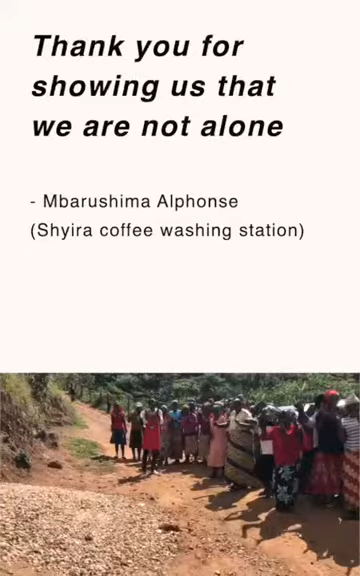 Thank you for
showing us that
we are not alone
- Mbarushima Alphonse
(Shyira coffee washing station)